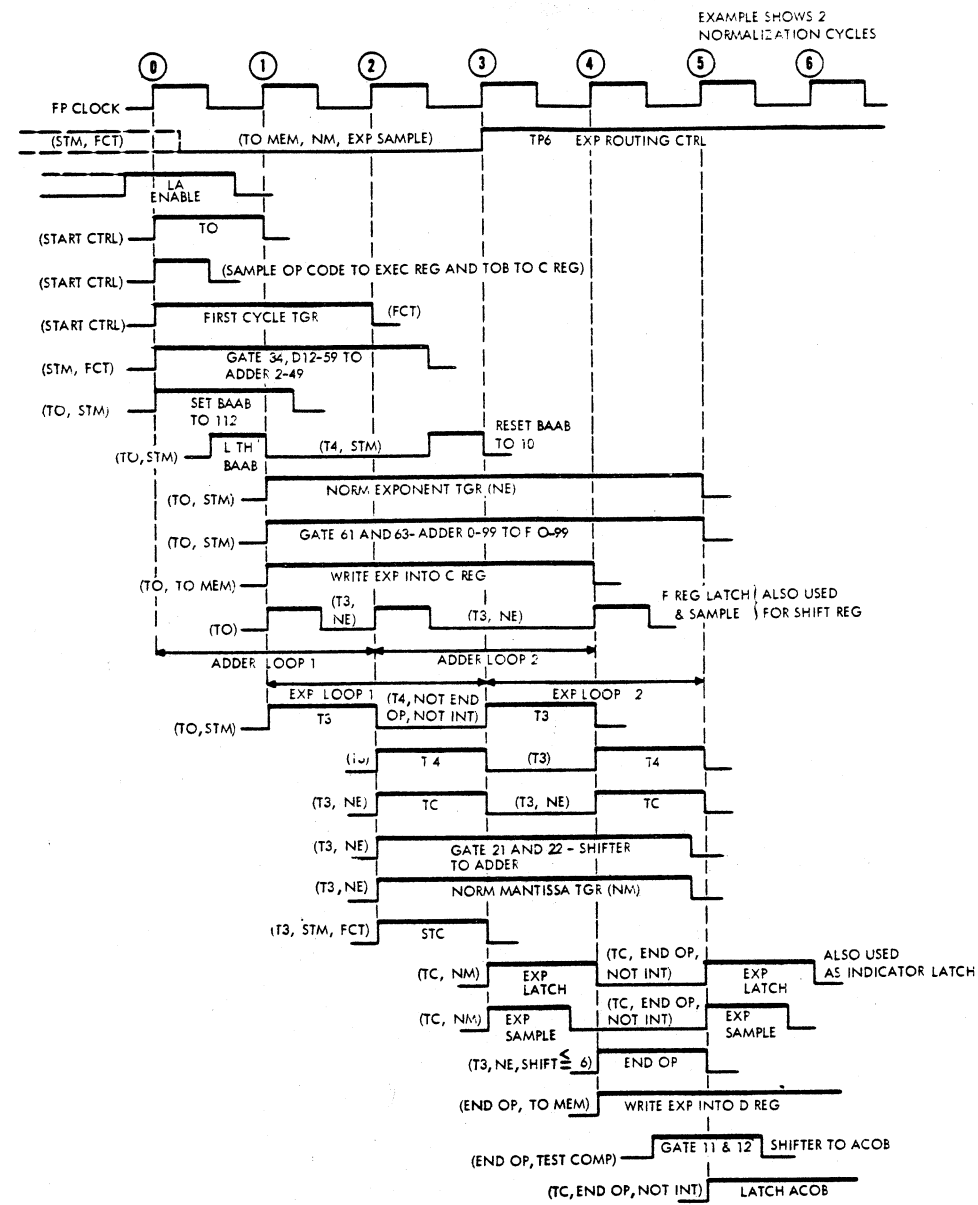 EXAMPLE SHOWS 2
NORMALIZATION CYCLES
0 1 2 3 4 5 6
FP CLOCK
(STM, FCT) (TO MEM, NM, EXP SAMPLE) TP6 EXP ROUTING CTRL
LA
ENABLE
(START CTRL) TO
(START CTRL) (SAMPLE OP CODE TO EXEC REG AND TOB TO C REG)
(START CTRL) FIRST CYCLE TGR (FCT)
(STM, FCT) GATE 34, D12-59 TO
ADDER 2-49
(TO, STM) SET BAAB
TO 112
RESET BAAB
TO 10
(TO, STM) L TH
BAAB
(T4, STM)
(TO, STM) NORM EXPONENT TGR (NE)
(TO, STM) GATE 61 AND 63- ADDER 0-99 TO F 0-99
(TO, TO MEM) WRITE EXP INTO C REG
(TO) (T3,
NE)
(T3, NE)
F REG LATCH ) ALSO USED
& SAMPLE ) FOR SHIFT REG
ADDER LOOP 1 ADDER LOOP 2
EXP LOOP 1 EXP LOOP 2
(TO, STM) T3 (T4, NOT END
OP, NOT INT)
T3
T4 (T3) T4
(T3, NE) TC (T3, NE) TC
(T3, NE) GATE 21 AND 22 - SHIFTER
TO ADDER
(T3, NE) NORM MANTISSA TGR (NM)
(T3, STM, FCT) STC
(TC, NM) EXP
LATCH
(TC, END OP,
NOT INT)
EXP
LATCH
ALSO USED
AS INDICATOR LATCH
(TC, NM) EXP
SAMPLE
(TC, END OP,
NOT INT)
EXP
SAMPLE
(T3, NE, SHIFT ≦ 6) END OP
(END OP, TO MEM) WRITE EXP INTO D REG
(END OP, TEST COMP) GATE 11 & 12 SHIFTER TO ACOB
(TC, END OP, NOT INT) LATCH ACOB